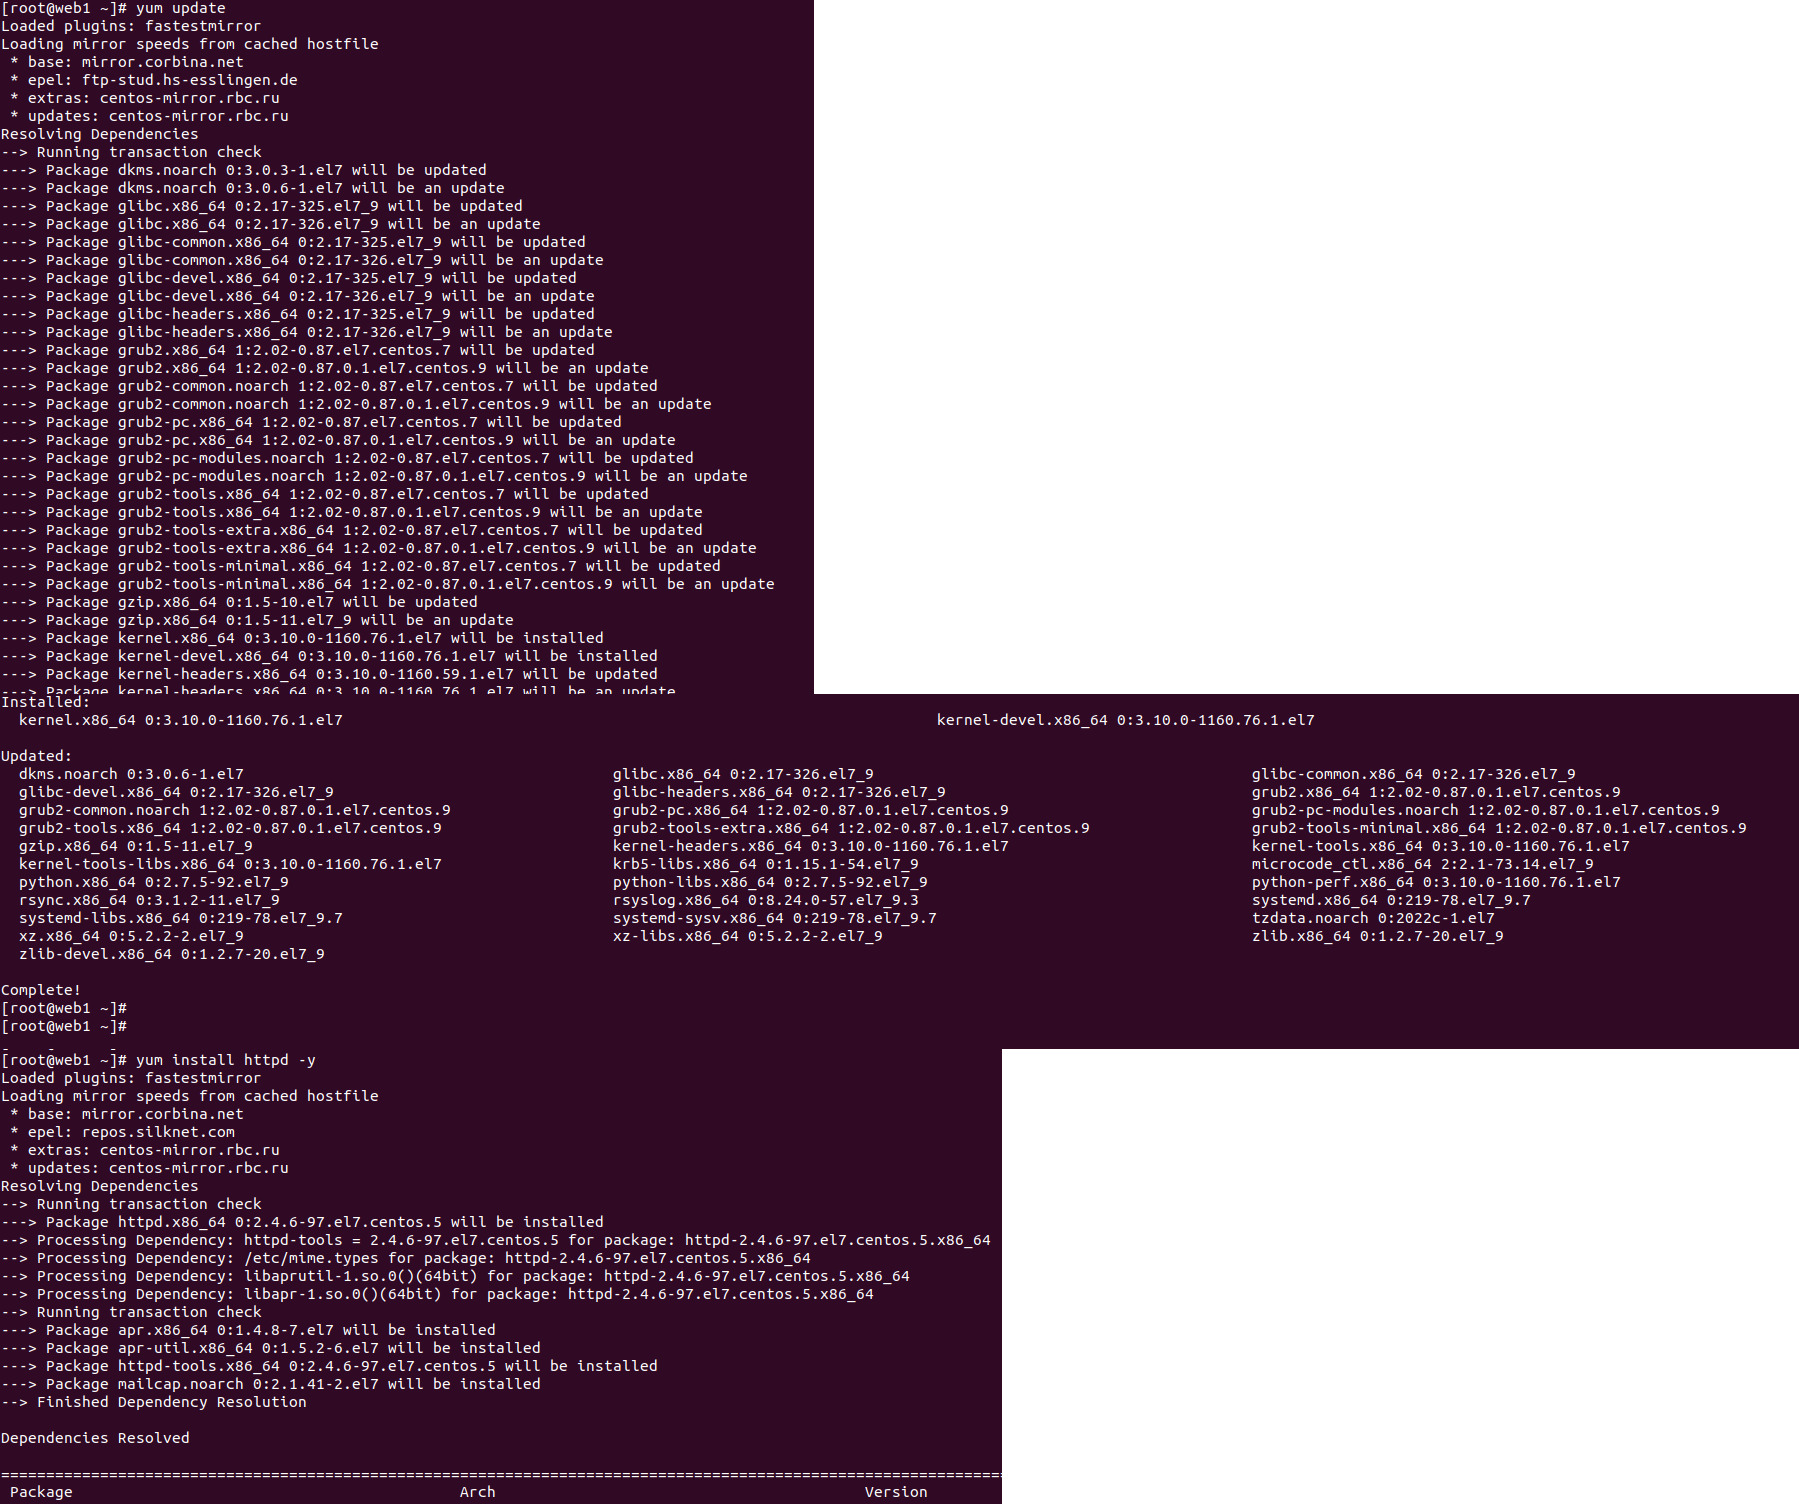 [root@web1 ~]# yum update
Loaded plugins: fastestmirror
Loading mirror speeds from cached hostfile
 * base: mirror.corbina.net
 * epel: ftp-stud.hs-esslingen.de
 * extras: centos-mirror.rbc.ru
 * updates: centos-mirror.rbc.ru
Resolving Dependencies
--> Running transaction check
---> Package dkms.noarch 0:3.0.3-1.el7 will be updated
---> Package dkms.noarch 0:3.0.6-1.el7 will be an update
---> Package glibc.x86_64 0:2.17-325.el7_9 will be updated
---> Package glibc.x86_64 0:2.17-326.el7_9 will be an update
---> Package glibc-common.x86_64 0:2.17-325.el7_9 will be updated
---> Package glibc-common.x86_64 0:2.17-326.el7_9 will be an update
---> Package glibc-devel.x86_64 0:2.17-325.el7_9 will be updated
---> Package glibc-devel.x86_64 0:2.17-326.el7_9 will be an update
---> Package glibc-headers.x86_64 0:2.17-325.el7_9 will be updated
---> Package glibc-headers.x86_64 0:2.17-326.el7_9 will be an update
---> Package grub2.x86_64 1:2.02-0.87.el7.centos.7 will be updated
---> Package grub2.x86_64 1:2.02-0.87.0.1.el7.centos.9 will be an update
---> Package grub2-common.noarch 1:2.02-0.87.el7.centos.7 will be updated
---> Package grub2-common.noarch 1:2.02-0.87.0.1.el7.centos.9 will be an update
---> Package grub2-pc.x86_64 1:2.02-0.87.el7.centos.7 will be updated
---> Package grub2-pc.x86_64 1:2.02-0.87.0.1.el7.centos.9 will be an update
---> Package grub2-pc-modules.noarch 1:2.02-0.87.el7.centos.7 will be updated
---> Package grub2-pc-modules.noarch 1:2.02-0.87.0.1.el7.centos.9 will be an update
---> Package grub2-tools.x86_64 1:2.02-0.87.el7.centos.7 will be updated
---> Package grub2-tools.x86_64 1:2.02-0.87.0.1.el7.centos.9 will be an update
---> Package grub2-tools-extra.x86_64 1:2.02-0.87.el7.centos.7 will be updated
---> Package grub2-tools-extra.x86_64 1:2.02-0.87.0.1.el7.centos.9 will be an update
---> Package grub2-tools-minimal.x86_64 1:2.02-0.87.el7.centos.7 will be updated
---> Package grub2-tools-minimal.x86_64 1:2.02-0.87.0.1.el7.centos.9 will be an update
---> Package gzip.x86_64 0:1.5-10.el7 will be updated
---> Package gzip.x86_64 0:1.5-11.el7_9 will be an update
---> Package kernel.x86_64 0:3.10.0-1160.76.1.el7 will be installed
---> Package kernel-devel.x86_64 0:3.10.0-1160.76.1.el7 will be installed
---> Package kernel-headers.x86_64 0:3.10.0-1160.59.1.el7 will be updated
---> Package kernel-headers.x86_64 0:3.10.0-1160.76.1.el7 will be an update
Installed:
  kernel.x86_64 0:3.10.0-1160.76.1.el7 kernel-devel.x86_64 0:3.10.0-1160.76.1.el7
Updated:
  dkms.noarch 0:3.0.6-1.el7 glibc.x86_64 0:2.17-326.el7_9 glibc-common.x86_64 0:2.17-326.el7_9
  glibc-devel.x86_64 0:2.17-326.el7_9 glibc-headers.x86_64 0:2.17-326.el7_9 grub2.x86_64 1:2.02-0.87.0.1.el7.centos.9
  grub2-common.noarch 1:2.02-0.87.0.1.el7.centos.9 grub2-pc.x86_64 1:2.02-0.87.0.1.el7.centos.9 grub2-pc-modules.noarch 1:2.02-0.87.0.1.el7.centos.9
  grub2-tools.x86_64 1:2.02-0.87.0.1.el7.centos.9 grub2-tools-extra.x86_64 1:2.02-0.87.0.1.el7.centos.9 grub2-tools-minimal.x86_64 1:2.02-0.87.0.1.el7.centos.9
  gzip.x86_64 0:1.5-11.el7_9 kernel-headers.x86_64 0:3.10.0-1160.76.1.el7 kernel-tools.x86_64 0:3.10.0-1160.76.1.el7
  kernel-tools-libs.x86_64 0:3.10.0-1160.76.1.el7 krb5-libs.x86_64 0:1.15.1-54.el7_9 microcode_ctl.x86_64 2:2.1-73.14.el7_9
  python.x86_64 0:2.7.5-92.el7_9 python-libs.x86_64 0:2.7.5-92.el7_9 python-perf.x86_64 0:3.10.0-1160.76.1.el7
  rsync.x86_64 0:3.1.2-11.el7_9 rsyslog.x86_64 0:8.24.0-57.el7_9.3 systemd.x86_64 0:219-78.el7_9.7
  systemd-libs.x86_64 0:219-78.el7_9.7 systemd-sysv.x86_64 0:219-78.el7_9.7 tzdata.noarch 0:2022c-1.el7
  xz.x86_64 0:5.2.2-2.el7_9 xz-libs.x86_64 0:5.2.2-2.el7_9 zlib.x86_64 0:1.2.7-20.el7_9
  zlib-devel.x86_64 0:1.2.7-20.el7_9
Complete!
[root@web1 ~]#
[root@web1 ~]#
[root@web1 ~]# yum install httpd -y
Loaded plugins: fastestmirror
Loading mirror speeds from cached hostfile
 * base: mirror.corbina.net
 * epel: repos.silknet.com
 * extras: centos-mirror.rbc.ru
 * updates: centos-mirror.rbc.ru
Resolving Dependencies
--> Running transaction check
---> Package httpd.x86_64 0:2.4.6-97.el7.centos.5 will be installed
--> Processing Dependency: httpd-tools = 2.4.6-97.el7.centos.5 for package: httpd-2.4.6-97.el7.centos.5.x86_64
--> Processing Dependency: /etc/mime.types for package: httpd-2.4.6-97.el7.centos.5.x86_64
--> Processing Dependency: libaprutil-1.so.0()(64bit) for package: httpd-2.4.6-97.el7.centos.5.x86_64
--> Processing Dependency: libapr-1.so.0()(64bit) for package: httpd-2.4.6-97.el7.centos.5.x86_64
--> Running transaction check
---> Package apr.x86_64 0:1.4.8-7.el7 will be installed
---> Package apr-util.x86_64 0:1.5.2-6.el7 will be installed
---> Package httpd-tools.x86_64 0:2.4.6-97.el7.centos.5 will be installed
---> Package mailcap.noarch 0:2.1.41-2.el7 will be installed
--> Finished Dependency Resolution
Dependencies Resolved
================================================================================================================
 Package Arch Version